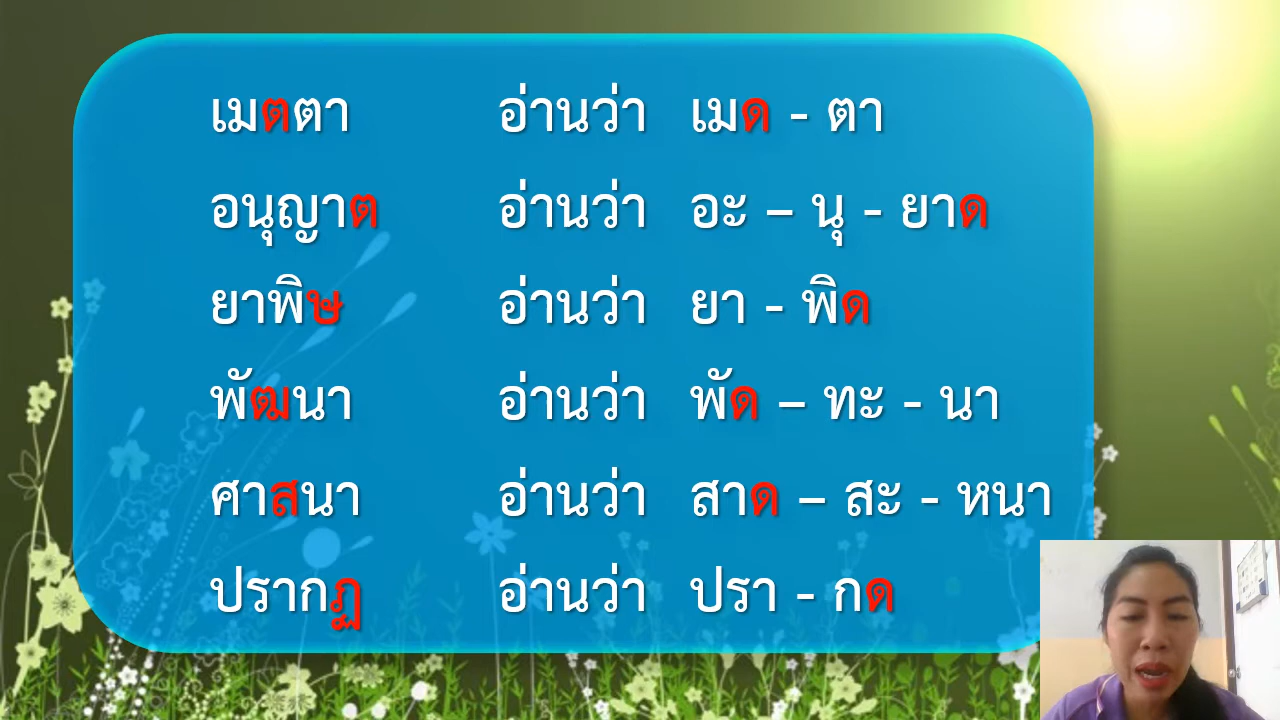 เมตตา อ่านว่า เมด - ตา
อนุญาต อ่านว่า อะ – นุ - ยาด
ยาพิษ อ่านว่า ยา - พิด
พัฒนา อ่านว่า พัด – ทะ - นา
ศาสนา อ่านว่า สาด – สะ - หนา
ปรากฏ อ่านว่า ปรา - กด